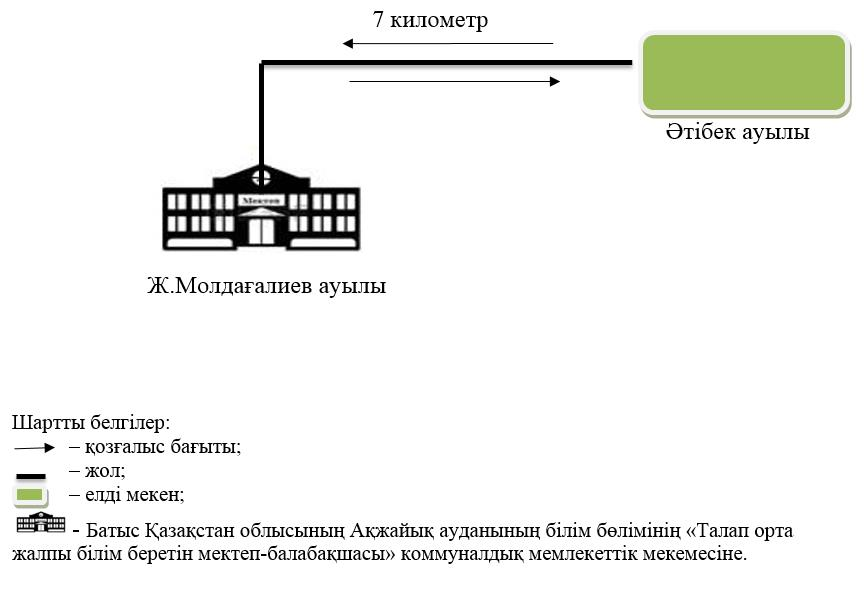 7 километр
Әтібек ауылы
Мектеп
Ж.Молдағалиев ауылы
Шартты белгілер:
– қозғалыс бағыты;
– жол;
– елді мекен;
- Батыс Қазақстан облысының Ақжайық ауданының білім бөлімінің «Талап орта
жалпы білім беретін мектеп-балабақшасы» коммуналдық мемлекеттік мекемесіне.